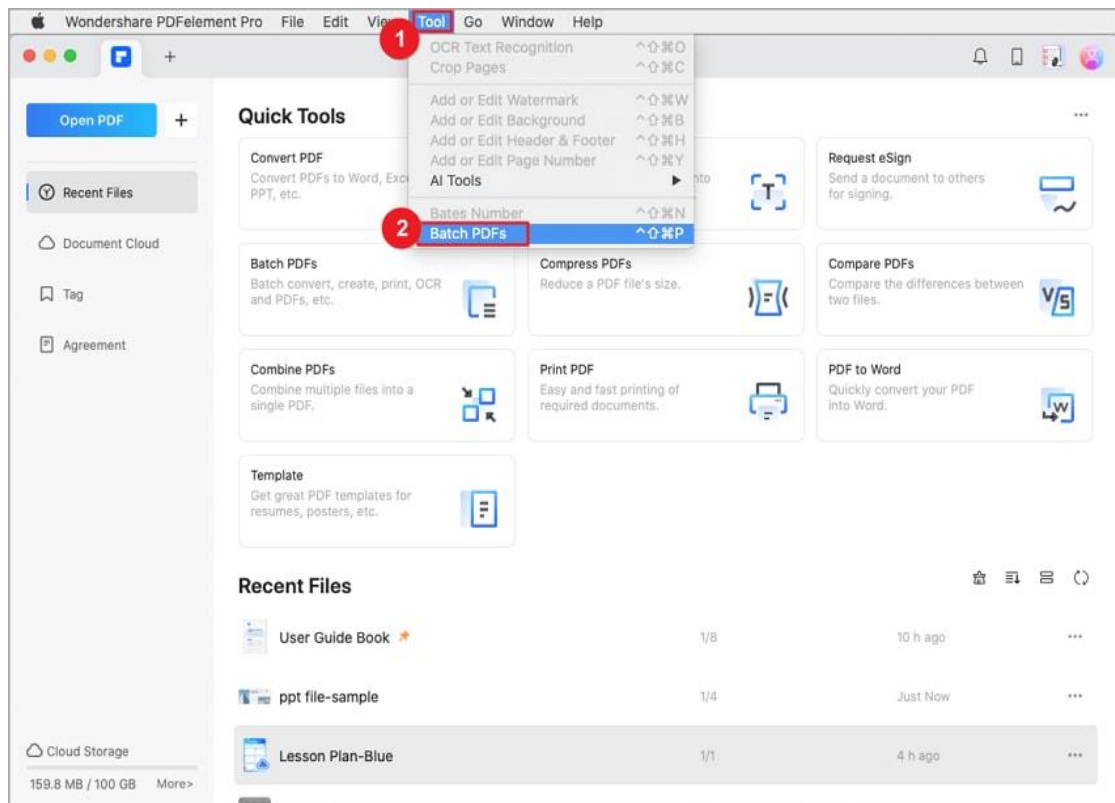 Wondershare PDFelement Pro File Edit Vie Tool Go Window Help
1
OCR Text Recognition ^⇧⌘O
Crop Pages ^⇧⌘C
Add or Edit Watermark ^⇧⌘W
Add or Edit Background ^⇧⌘B
Add or Edit Header & Footer ^⇧⌘H
Add or Edit Page Number ^⇧⌘Y
AI Tools
Bates Number ^⇧⌘N
2
Batch PDFs ^⇧⌘P
Open PDF +
Recent Files
Document Cloud
Tag
Agreement
Quick Tools
Convert PDF
Convert PDFs to Word, Exc
PPT, etc.
nto
T
Request eSign
Send a document to others
for signing.
Batch PDFs
Batch convert, create, print, OCR
and PDFs, etc.
Compress PDFs
Reduce a PDF file's size.
Compare PDFs
Compare the differences between
two files.
V/S
Combine PDFs
Combine multiple files into a
single PDF.
Print PDF
Easy and fast printing of
required documents.
PDF to Word
Quickly convert your PDF
into Word.
W
Template
Get great PDF templates for
resumes, posters, etc.
Recent Files
User Guide Book 1/8 10 h ago
ppt file-sample 1/4 Just Now
Lesson Plan-Blue 1/1 4 h ago
Cloud Storage
159.8 MB / 100 GB More>